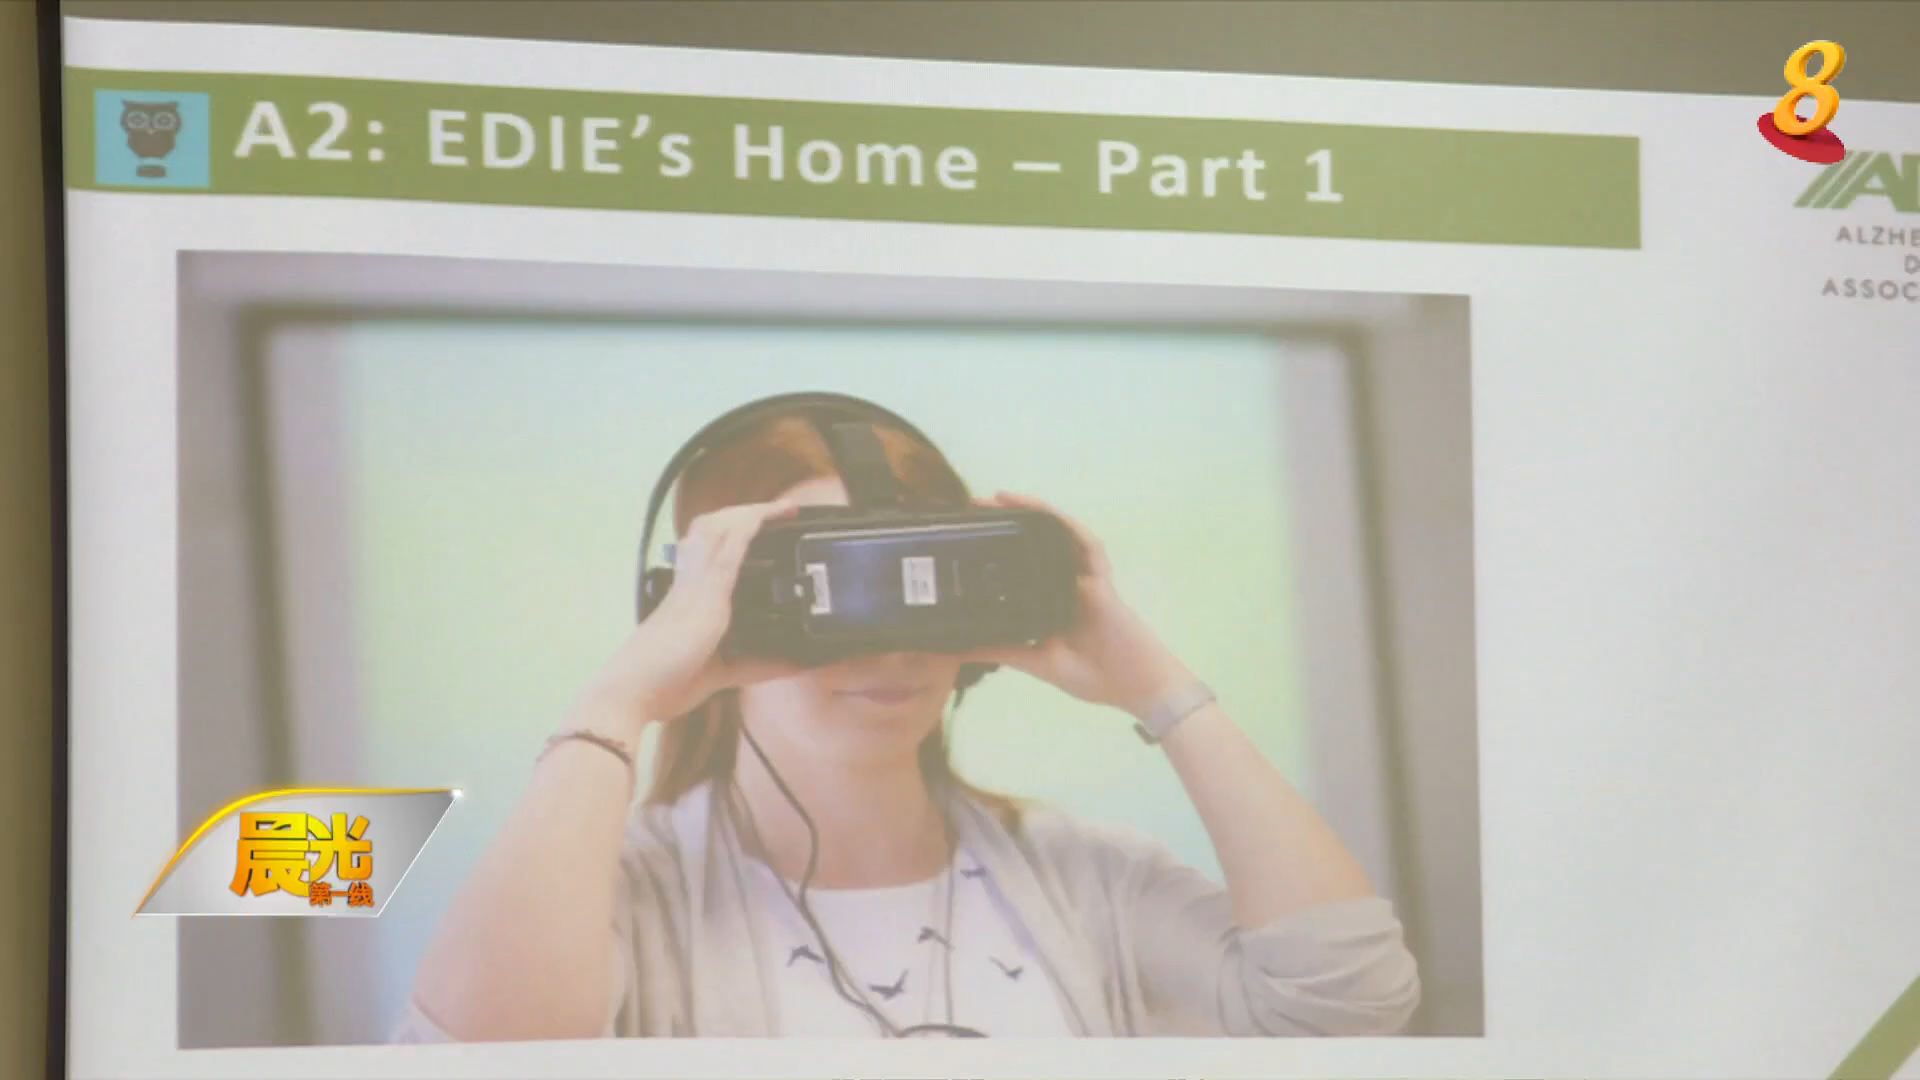 8
A2: EDIE's Home – Part 1
ALZHE
D
ASSOC
晨光
第一线